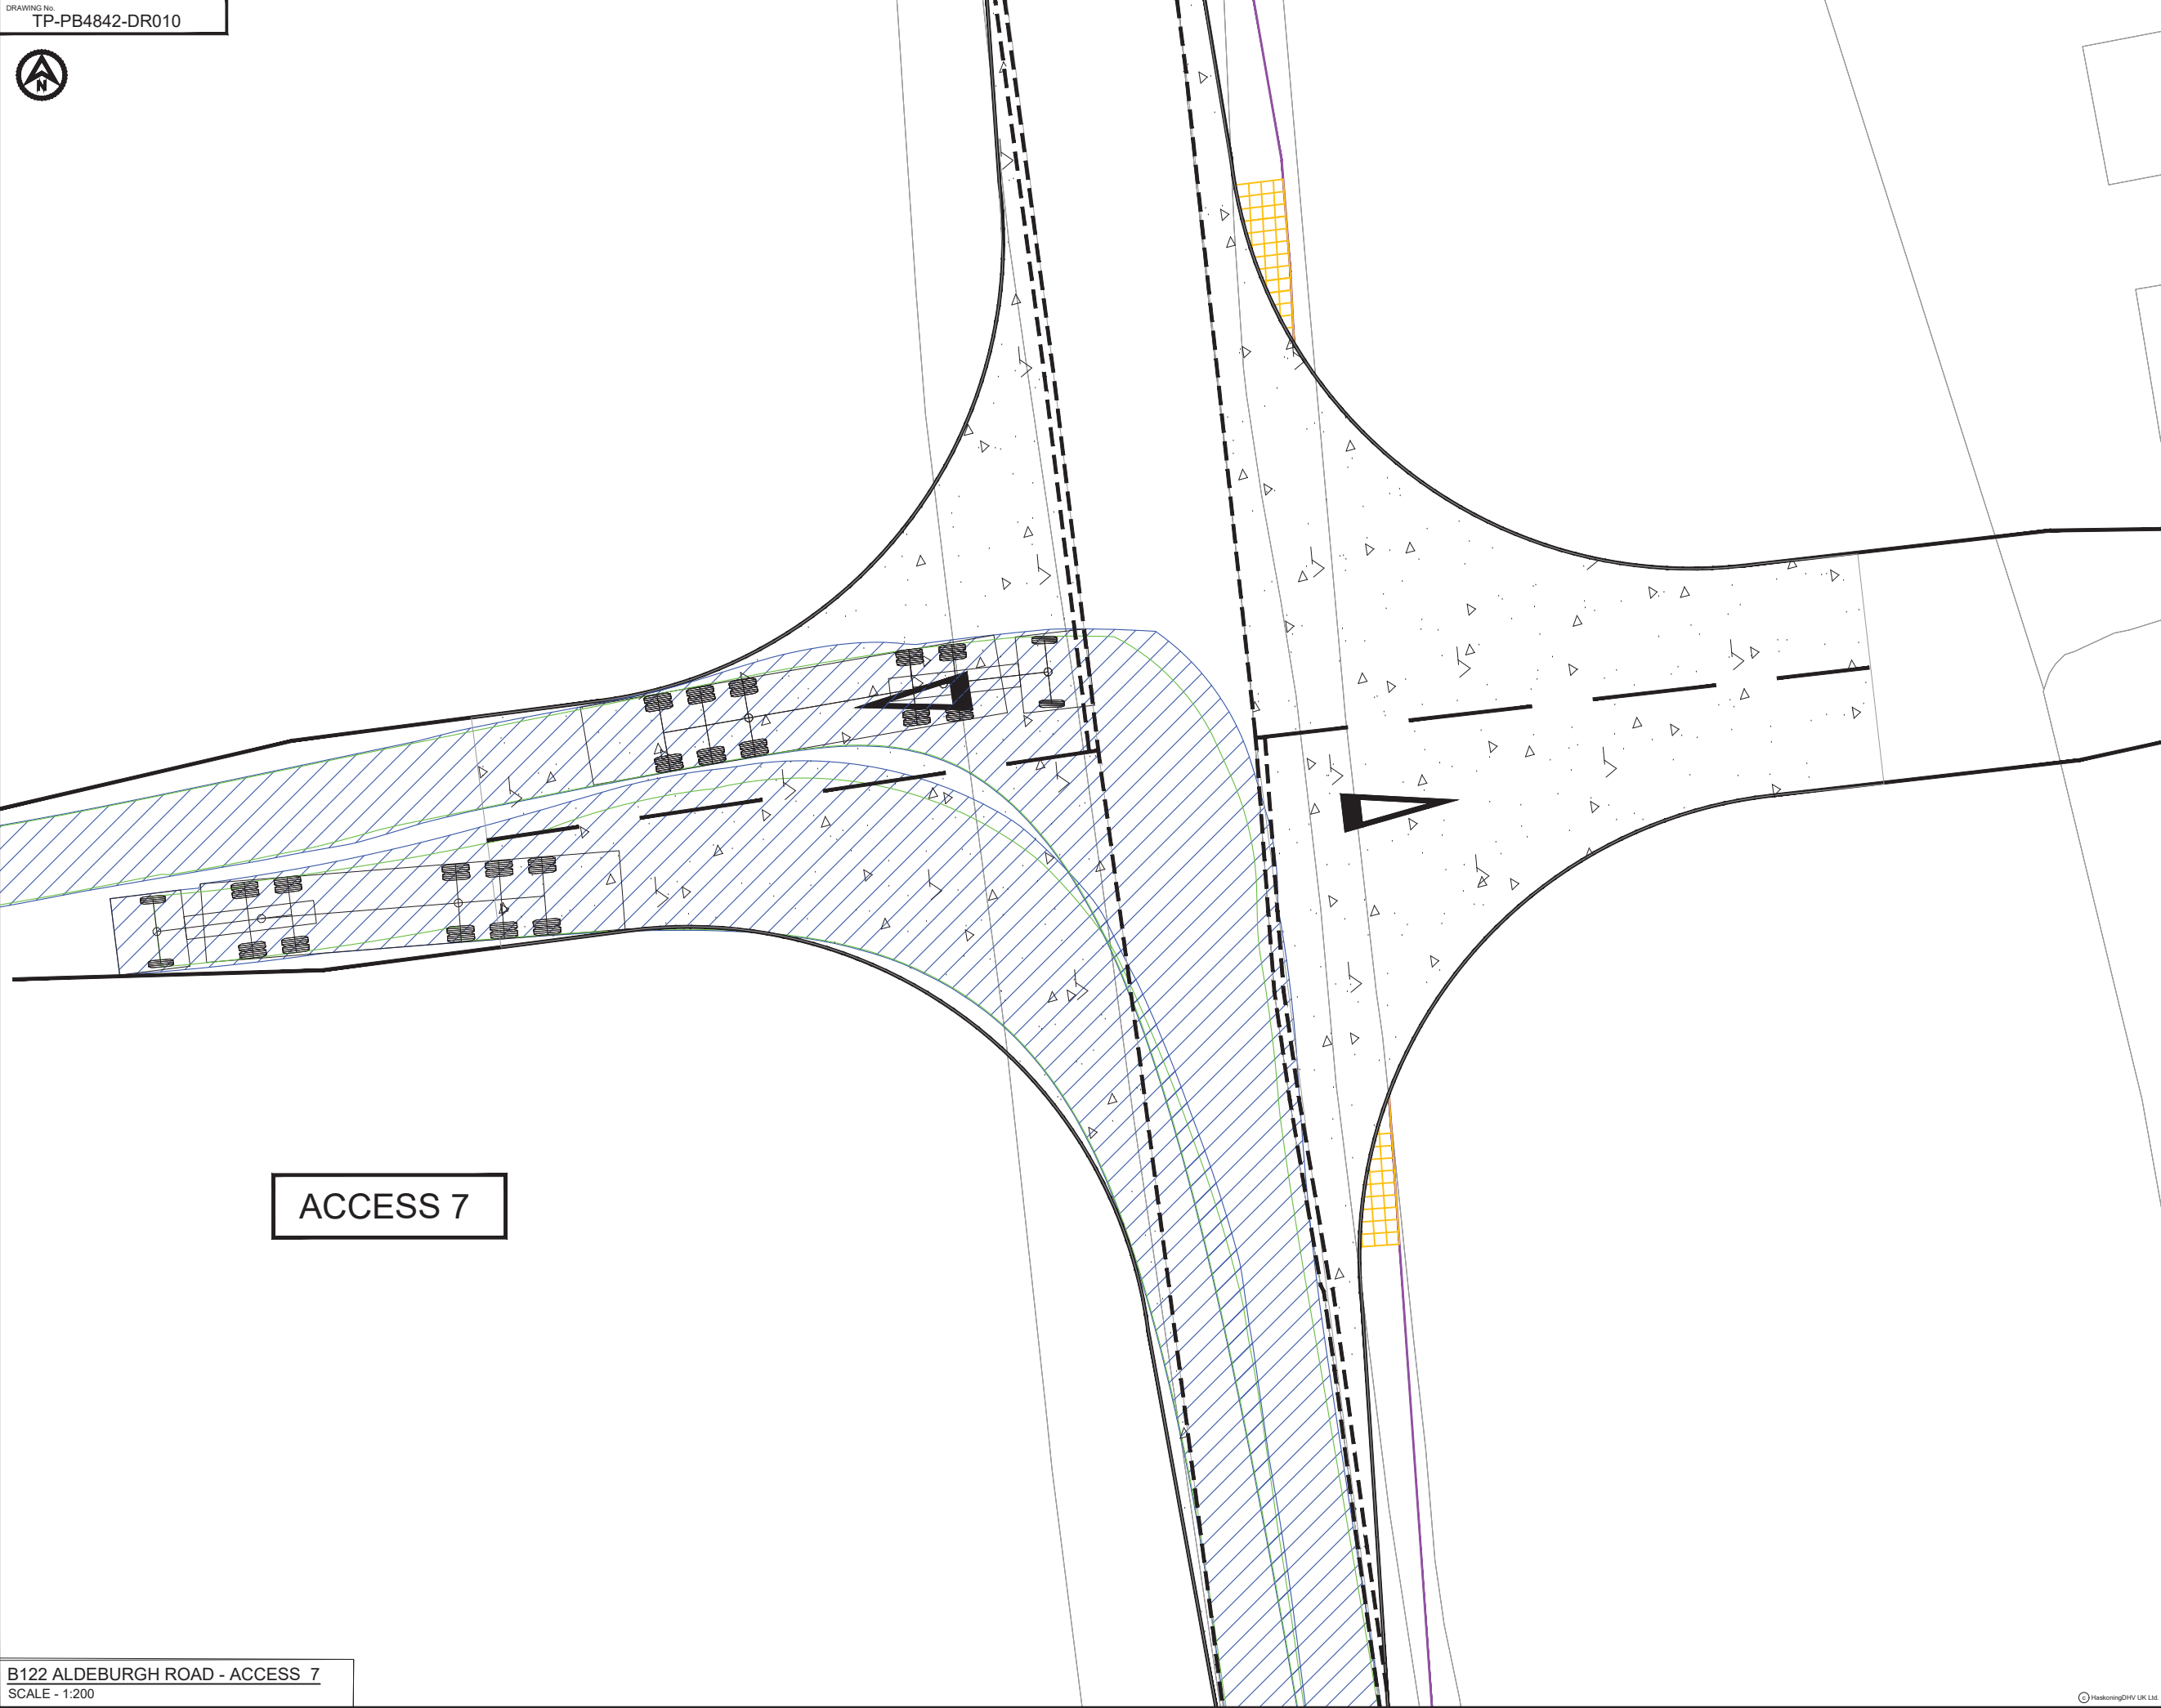 DRAWING No.
TP-PB4842-DR010
N
ACCESS 7
B122 ALDEBURGH ROAD - ACCESS 7
SCALE - 1:200
© HaskoningDHV UK Ltd.